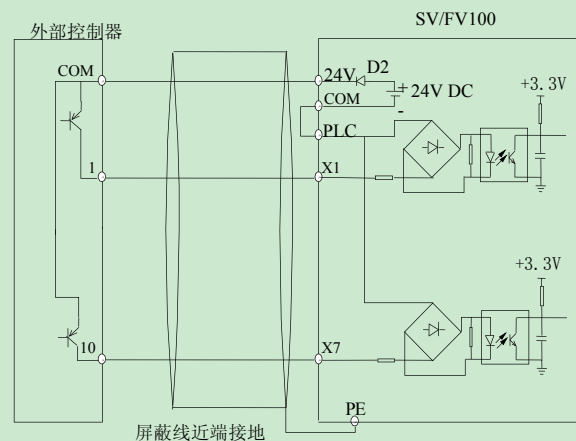 SV/FV100
外部控制器
COM
24V
D2
+
24V DC
-
COM
PLC
+3.3V
1
X1
+3.3V
10
X7
PE
屏蔽线近端接地